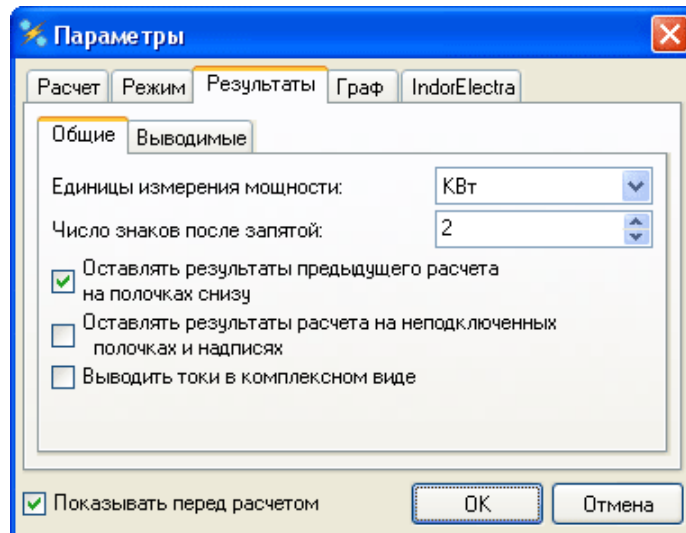 Параметры
Расчет Режим Результаты Граф IndorElectra
Общие Выводимые
Единицы измерения мощности: КВт
Число знаков после запятой: 2
Оставлять результаты предыдущего расчета
на полочках снизу
Оставлять результаты расчета на неподключенных
полочках и надписях
Выводить токи в комплексном виде
Показывать перед расчетом OK Отмена